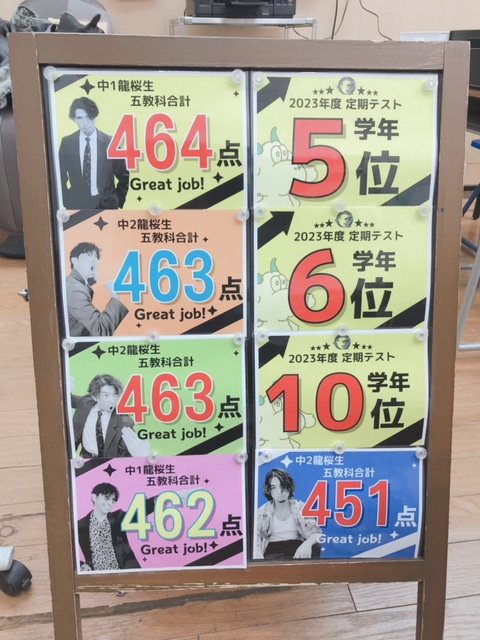 中1龍桜生
五教科合計
464点
Great job!
2023年度 定期テスト
学年
5位
中2龍桜生
五教科合計
463点
Great job!
2023年度 定期テスト
学年
6位
中2龍桜生
五教科合計
463点
Great job!
2023年度 定期テスト
学年
10位
中1龍桜生
五教科合計
462点
Great job!
中2龍桜生
五教科合計
451点
Great job!